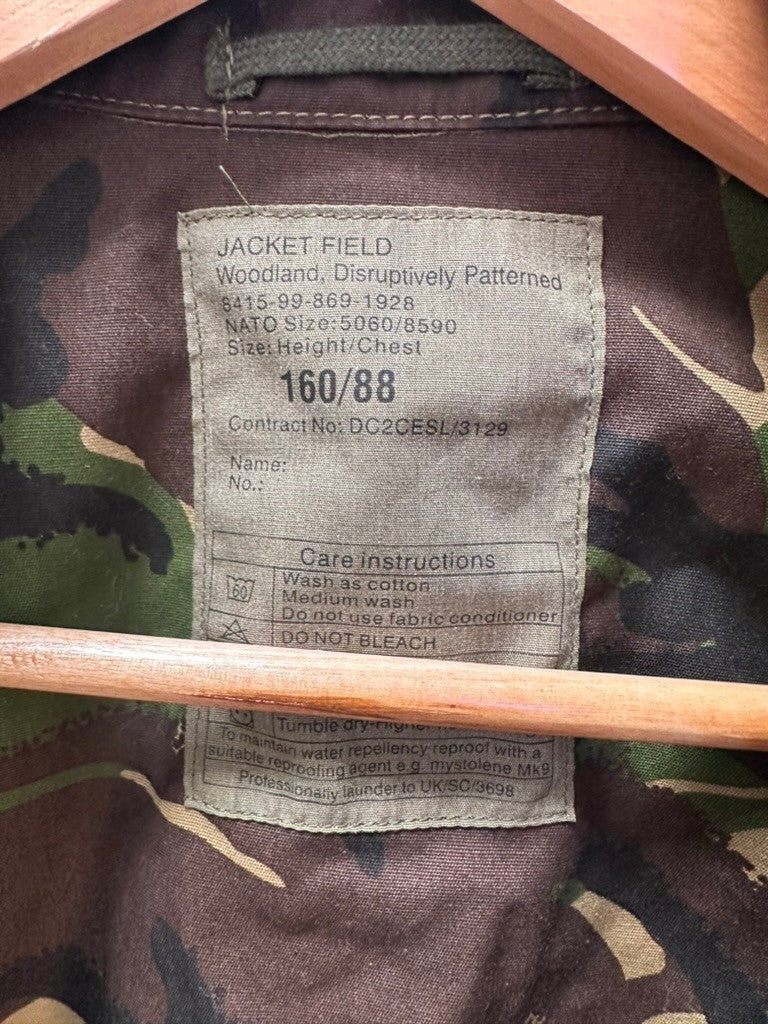 JACKET FIELD
Woodland, Disruptively Patterned
8415-99-869-1928
NATO Size:5060/8590
Size:Height/Chest
160/88
Contract No: DC2CESL/3129
Name:
No.:
Care instructions
60
Wash as cotton
Medium wash
Do not use fabric conditioner
DO NOT BLEACH
Tumble dry-Higher
To maintain water repellency reproof with a
suitable reproofing agent e.g. mystolene Mk9
Professionally launder to UK/SC/3698